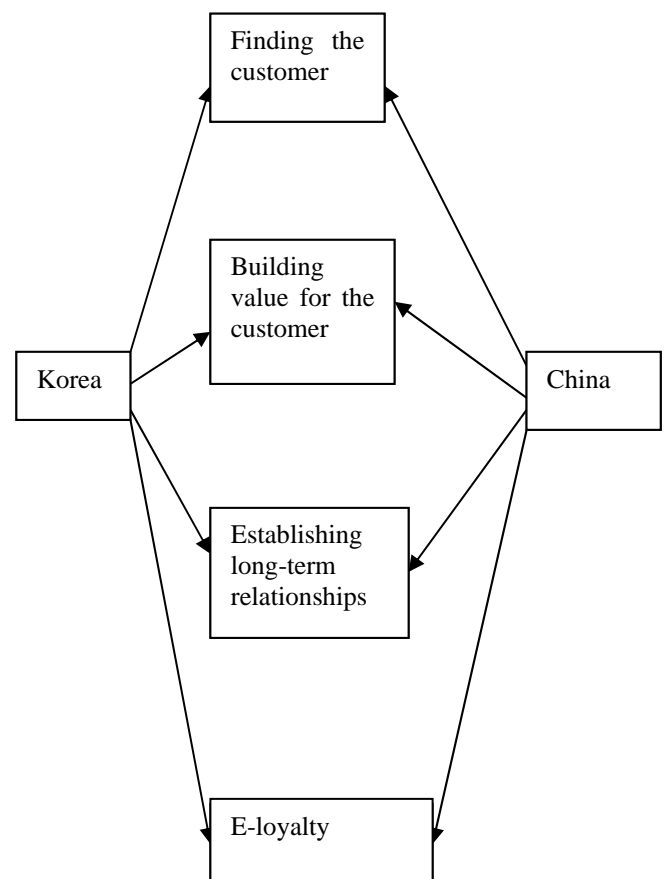 Finding the
customer
Building
value for the
customer
Korea
China
Establishing
long-term
relationships
E-loyalty